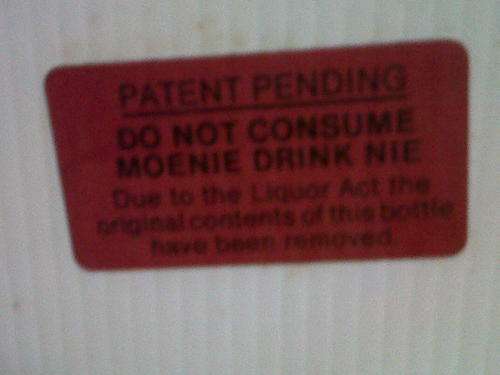 PATENT PENDING
DO NOT CONSUME
MOENIE DRINK NIE
Due to the Liquor Act the
original contents of this bottle
have been removed